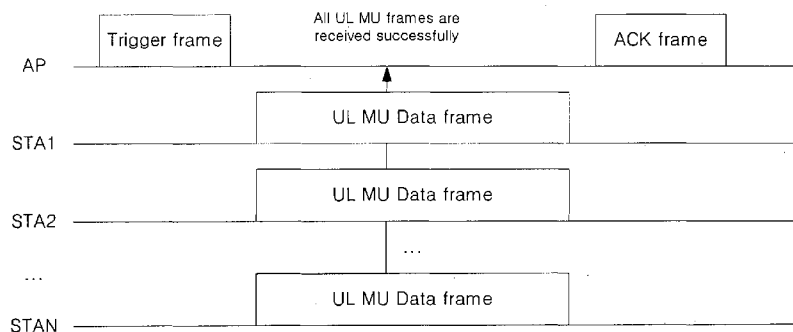 All UL MU frames are
received successfully
Trigger frame
ACK frame
AP
UL MU Data frame
STA1
UL MU Data frame
STA2
...
...
UL MU Data frame
STAN